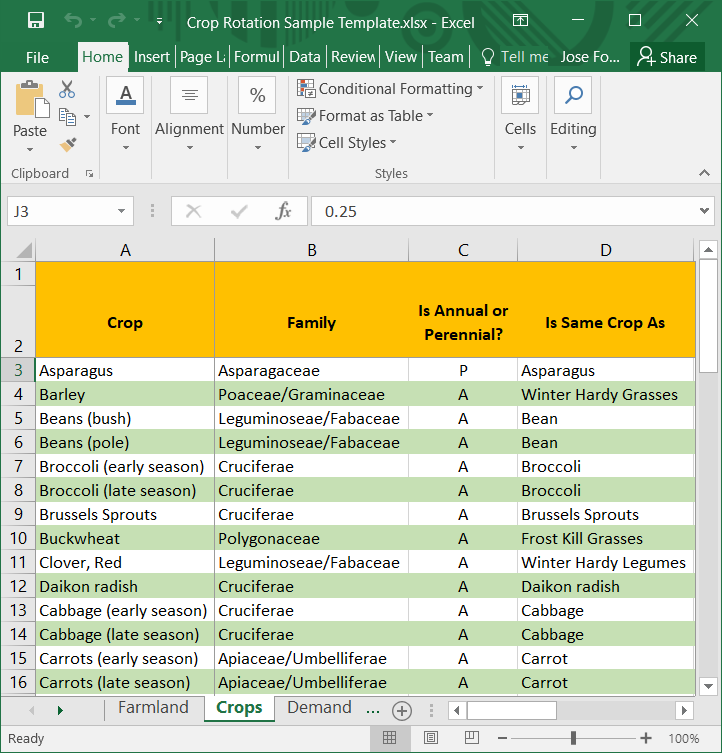 Crop Rotation Sample Template.xlsx - Excel
File Home Insert Page La Formul Data Review View Team Tell me Jose Fo... Share
Paste Font Alignment Number Conditional Formatting Format as Table Cell Styles Cells Editing
Clipboard Styles
J3 fx 0.25
A B C D
1
2 Crop Family Is Annual or Perennial? Is Same Crop As
3 Asparagus Asparagaceae P Asparagus
4 Barley Poaceae/Graminaceae A Winter Hardy Grasses
5 Beans (bush) Leguminoseae/Fabaceae A Bean
6 Beans (pole) Leguminoseae/Fabaceae A Bean
7 Broccoli (early season) Cruciferae A Broccoli
8 Broccoli (late season) Cruciferae A Broccoli
9 Brussels Sprouts Cruciferae A Brussels Sprouts
10 Buckwheat Polygonaceae A Frost Kill Grasses
11 Clover, Red Leguminoseae/Fabaceae A Winter Hardy Legumes
12 Daikon radish Cruciferae A Daikon radish
13 Cabbage (early season) Cruciferae A Cabbage
14 Cabbage (late season) Cruciferae A Cabbage
15 Carrots (early season) Apiaceae/Umbelliferae A Carrot
16 Carrots (late season) Apiaceae/Umbelliferae A Carrot
Farmland Crops Demand ...
Ready 100%